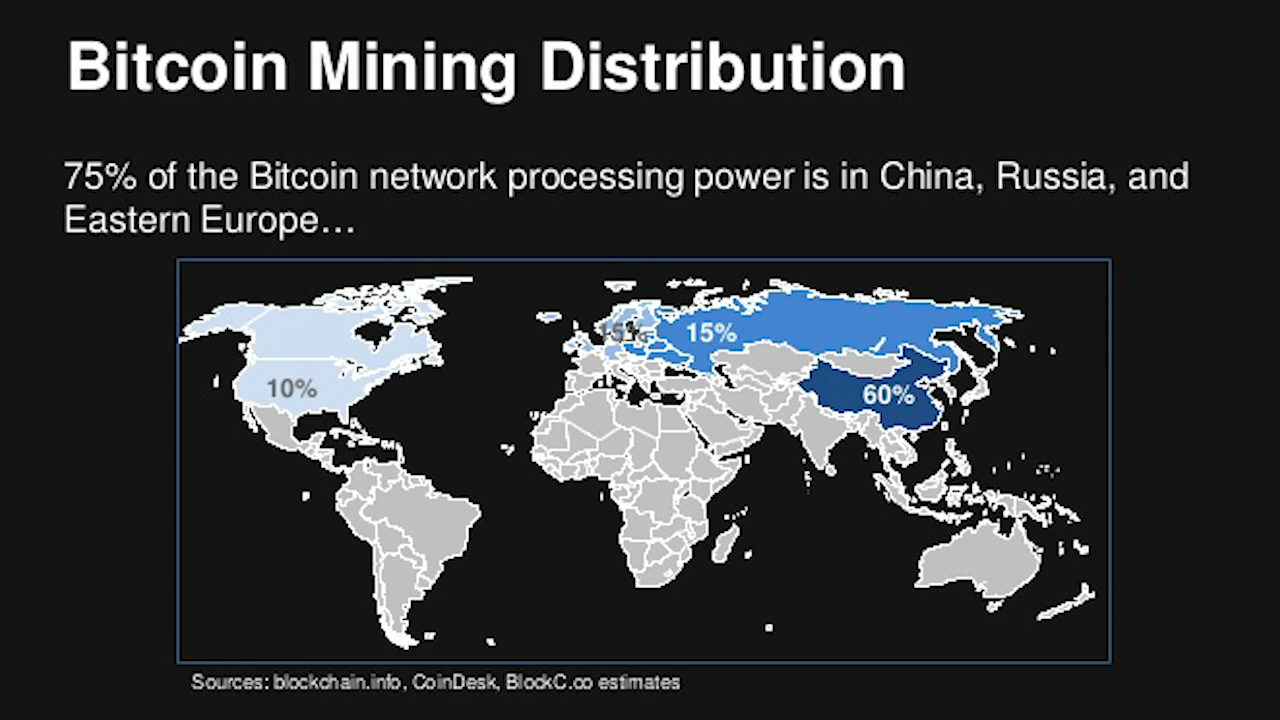 Bitcoin Mining Distribution
75% of the Bitcoin network processing power is in China, Russia, and
Eastern Europe…
15%
15%
10%
60%
Sources: blockchain.info, CoinDesk, BlockC.co estimates